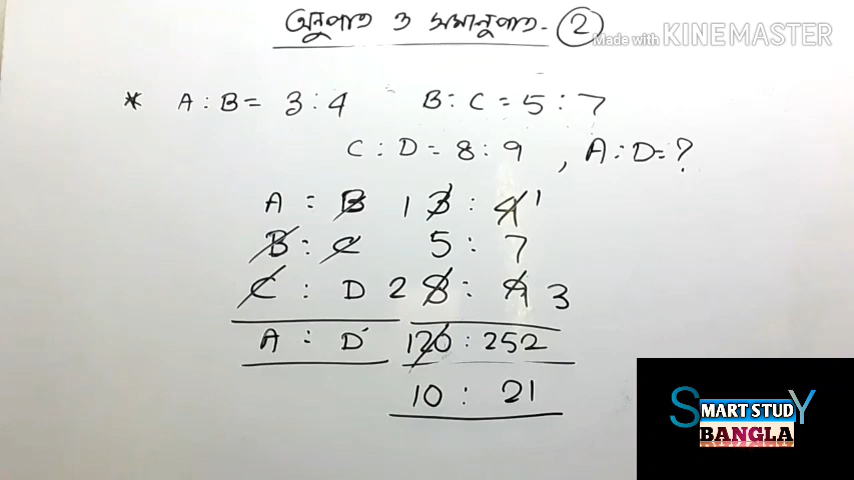 অনুপাত ও সমানুপাত- 2
Made with KINEMASTER
* A : B = 3 : 4 B : C = 5 : 7
C : D = 8 : 9 , A : D = ?
A : B 1 3 : 4 1
B : C 5 : 7
C : D 2 8 : 9 3
A : D 120 : 252
10 : 21
SMART STUDY
BANGLA